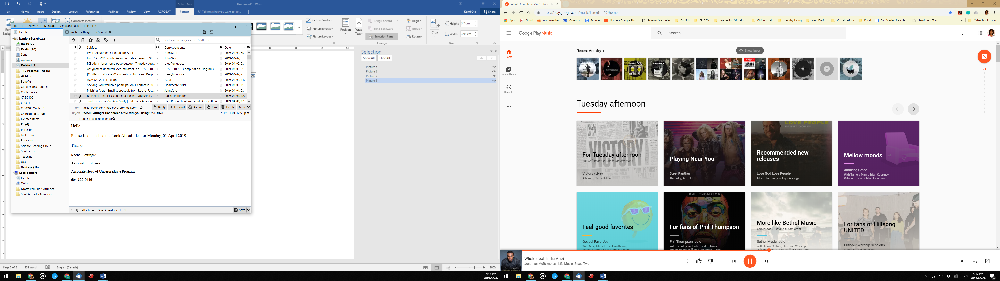 Picture To...
Document1 - Word
File Home Insert Design Layout References Mailings Review View ACROBAT Format Tell me what you want to do... Kemi Ola Share
Compress Pictures
Picture Border
Picture Effects
Picture Layout
Position
Wrap Text
Bring Forward
Send Backward
Selection Pane
Align
Group
Rotate
Arrange
Crop
Height: 3.7 cm
Width: 3.98 cm
Size
10 11 12 13
Selection
Show All Hide All
Picture 6
Picture 8
Picture 7
Picture 3
File Edit View Go Message Events and Tasks Tools Help
Deleted
Rachel Pottinger Has Share
kemiola@cs.ubc.ca
Inbox (72)
Drafts (10)
Sent
Archives
Deleted (1)
110 Potentail TAs (5)
ACM (9)
Benefits
Concessions Handled
Conferences
CPSC 100
CPSC 110
CPSC100 Winter 2
CS Reading Group
Deleted Items
EL (4)
Inclusion
Junk Email
Regrades
Science Reading Group
Sent Items
Teaching
UGO
Vantage (10)
Local Folders
Deleted
Outbox
Drafts-kemiola@cs.ubc.ca
Sent-kemiola@cs.ubc.ca
Filter these messages <Ctrl+Shift+K>
Subject Correspondents Date
Fwd: Recruitment schedule for April John Seto 2019-04-02, 5:...
Fwd: *TODAY* Faculty Recruiting Talk - Research St... John Seto 2019-04-02, 2:...
[CS Alerts] User home page outage - Thursday, Apr... glee@cs.ubc.ca 2019-04-02, 2:...
Assignment Unmuted: Accumulators Lab, CPSC 110... CPSC 110 ALL Computation, Programs, ... 2019-04-02, 2:...
[CS Alerts] bitbucket01.students.cs.ubc.ca and Peop... glee@cs.ubc.ca 2019-04-02, 2:...
ACM SIG 2019 Election ACM 2019-04-02, 11...
Seeking your valuable participation: Healthcare 20... Healthcare 2019 2019-04-02, 1:...
Phishing Alert - Email supposedly from Rachel Pott... John Seto 2019-04-01, 2:...
Rachel Pottinger Has Shared a file with you using ... Rachel Pottinger 2019-04-01, 12...
Truck Driver Job Seekers Study | URI Study Announ... User Research International | Casey Klein 2019-04-01, 12...
From Rachel Pottinger <thuger@protonmail.com>
Reply Forward Archive Junk Delete More
Subject Rachel Pottinger Has Shared a file with you using One Drive 2019-04-01, 12:52 p.m.
To undisclosed-recipients:;
Hello,
Please find attached the Look Ahead files for Monday, 01 April 2019
Thanks
Rachel Pottinger
Associate Professor
Associate Head of Undergraduate Program
604-822-0446
1 attachment: One Drive.docx 15.7 kB Save
Page 3 of 3 231 words English (Canada) 280%
5:47 PM
2019-04-09
Whole (feat. India.Arie) - Jon
https://play.google.com/music/listen?u=0#/home
Apps Gmail Accuweather Calendar Scholar Home - Google Pla... Save to Mendeley English EPIDEM Interesting Visualiz... Writing Help Healthy Living Web Design Visualizations Food For Academics - Se... Sentiment Tool » Other bookmarks
Google Play Music
Search
Home
Music library
Recents
Recent Activity
Show latest
Tuesday afternoon
VICTORY
For Tuesday afternoon
You've listened to this in the afternoon
Victory (Live)
Album by Bethel Music
Playing Near You
Steel Panther
Thursday, Apr 11
LOVE PEOPLE
DANNY GOKEY
Recommended new releases
Love God Love People
Album by Danny Gokey • 4 songs
Mellow moods
Amazing Grace
With Tamela Mann, Brian Courtney Wilson, Tasha Cobbs, Jonathan...
Feel-good favorites
Gospel Rave-Ups
With Mary Mary, Koryn Hawthorne,
PHIL THOMPSON
For fans of Phil Thompson
Phil Thompson radio
With Timothy Reddick, Todd Dulaney,
More like Bethel Music
You recently listened to this artist
Bethel Music radio
With Jesus Culture, Elevation Worship,
For fans of Hillsong UNITED
Outback Worship Sessions
Whole (feat. India.Arie)
Jonathan McReynolds - Life Music: Stage Two
ENG
5:47 PM
2019-04-09